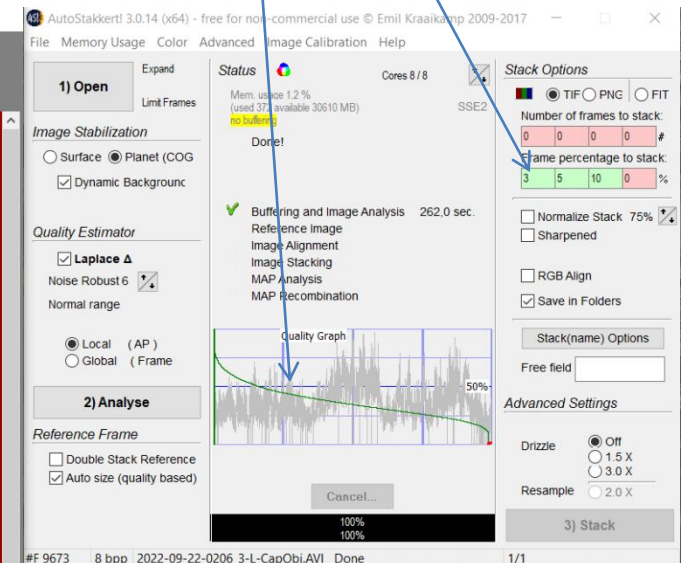 AutoStakkert! 3.0.14 (x64) - free for non-commercial use © Emil Kraaikamp 2009-2017
File Memory Usage Color Advanced Image Calibration Help
1) Open
Expand
Limit Frames
Image Stabilization
Surface Planet (COG
Dynamic Background
Quality Estimator
Laplace Δ
Noise Robust 6
Normal range
Local (AP)
Global (Frame
2) Analyse
Reference Frame
Double Stack Reference
Auto size (quality based)
Status
Cores 8 / 8
Mem. usage 1.2 %
(used 372 available 30610 MB)
SSE2
no buffering
Done!
Buffering and Image Analysis 262,0 sec.
Reference Image
Image Alignment
Image Stacking
MAP Analysis
MAP Recombination
Quality Graph
50%
Cancel...
100%
100%
Stack Options
TIF PNG FIT
Number of frames to stack:
0 0 0 0 #
Frame percentage to stack:
3 5 10 0 %
Normalize Stack 75%
Sharpened
RGB Align
Save in Folders
Stack(name) Options
Free field
Advanced Settings
Drizzle
Off
1.5 X
3.0 X
Resample 2.0 X
3) Stack
#F 9673 8 bpp 2022-09-22-0206_3-L-CapObj.AVI Done 1/1